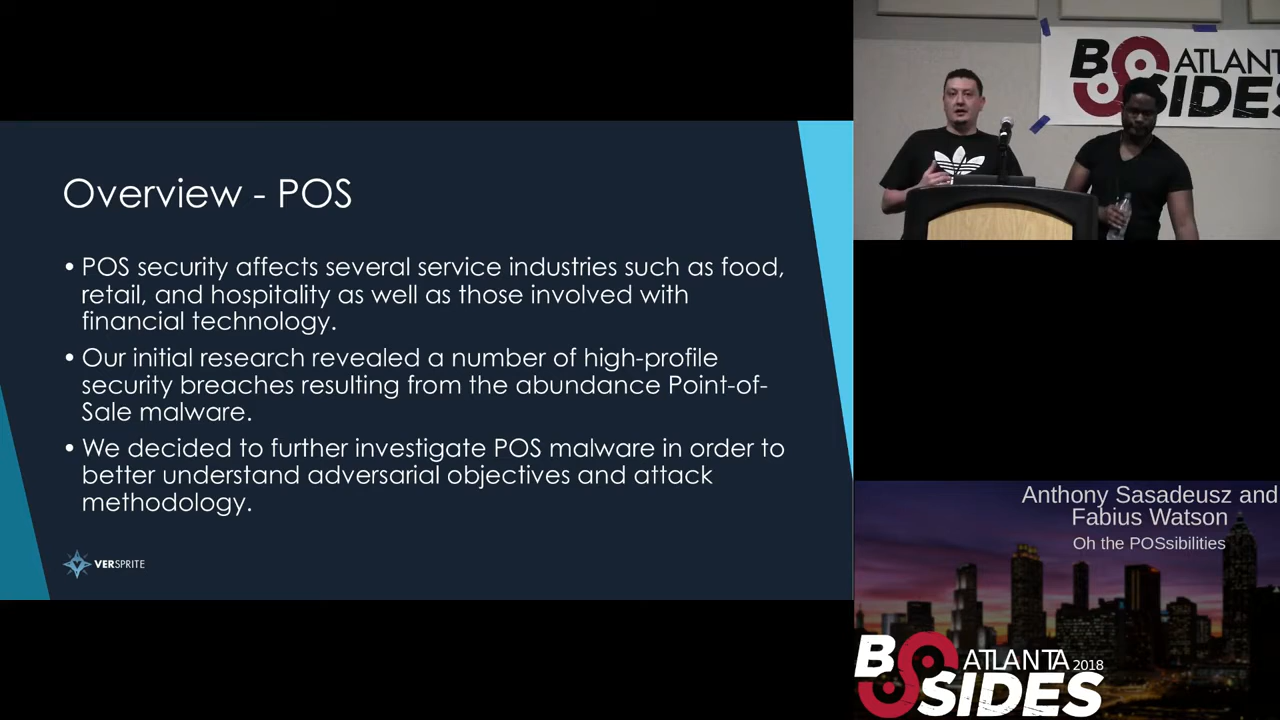 Overview - POS
• POS security affects several service industries such as food,
retail, and hospitality as well as those involved with
financial technology.
• Our initial research revealed a number of high-profile
security breaches resulting from the abundance Point-of-
Sale malware.
• We decided to further investigate POS malware in order to
better understand adversarial objectives and attack
methodology.
VERSPRITE
BSIDES ATLANT
Anthony Sasadeusz and
Fabius Watson
Oh the POSsibilities
BSIDES ATLANTA 2018